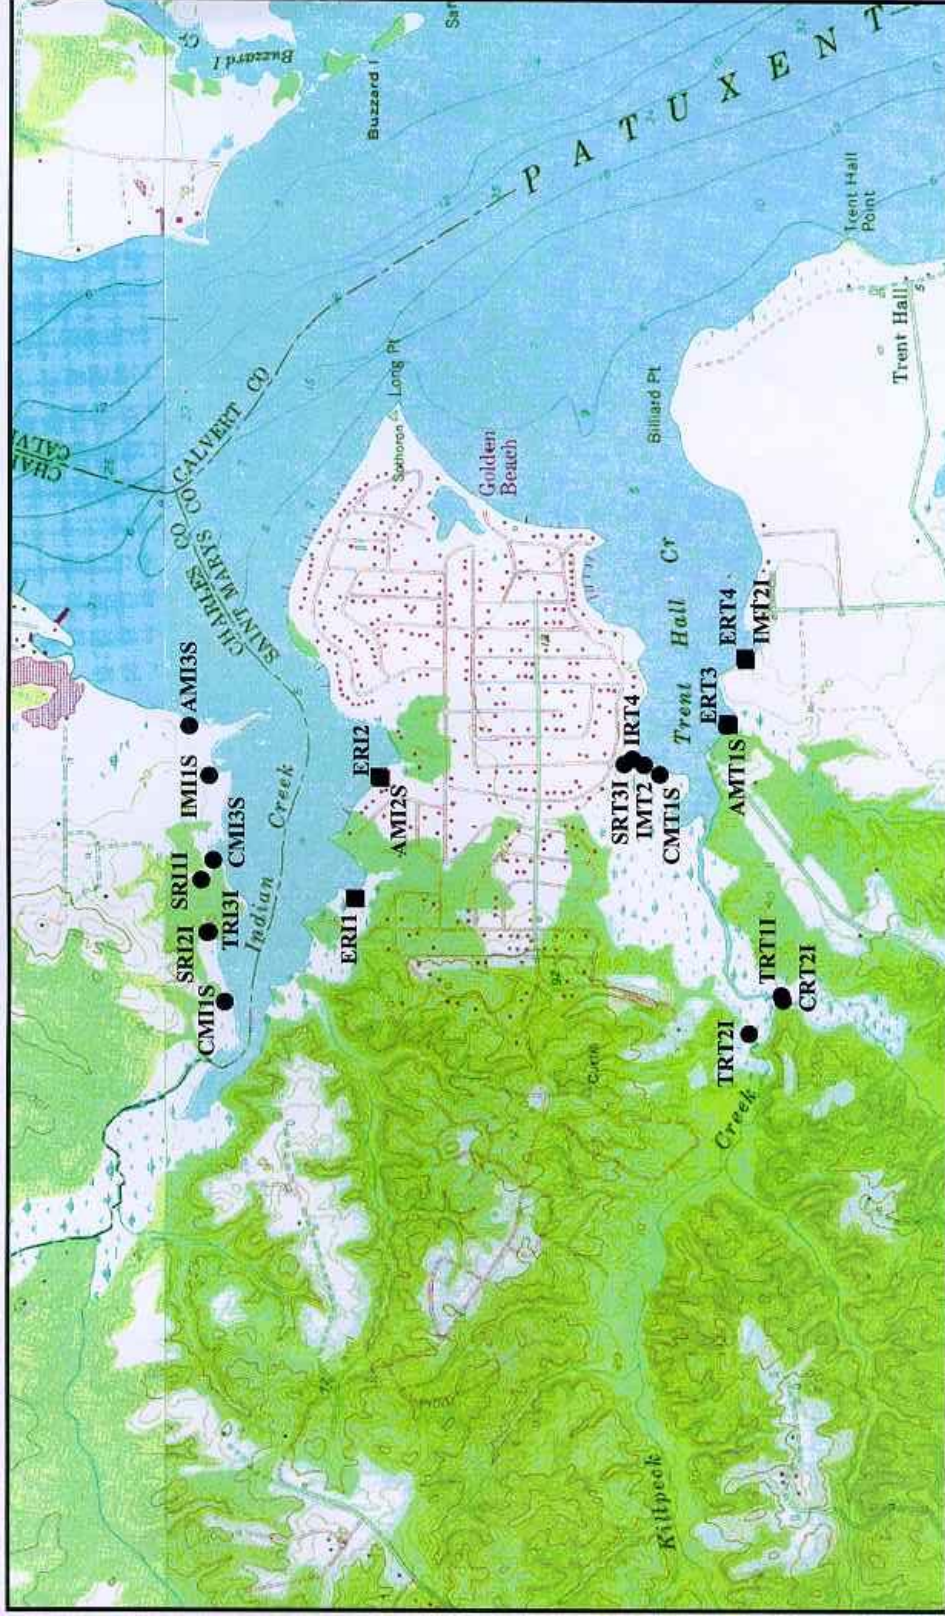 Buzzard I
Buzzard I
PATUXENT
CALVERT CO
CHARLES CO
SAINT MARYS CO
Long Pt
Sothoron
Golden
Beach
Billiard Pt
Trent Hall
Point
Trent Hall
Trent Hall Cr
Indian Creek
AMI3S
IMI1S
CMI3S
SRI1I
TRI3I
SRI2I
CMI1S
ERI2
AMI2S
ERI1
IRT4
SRT3I
IMT2
CMT1S
ERT4
IMT2I
ERT3
AMT1S
TRT1I
CRT2I
TRT2I
Killpeck Creek